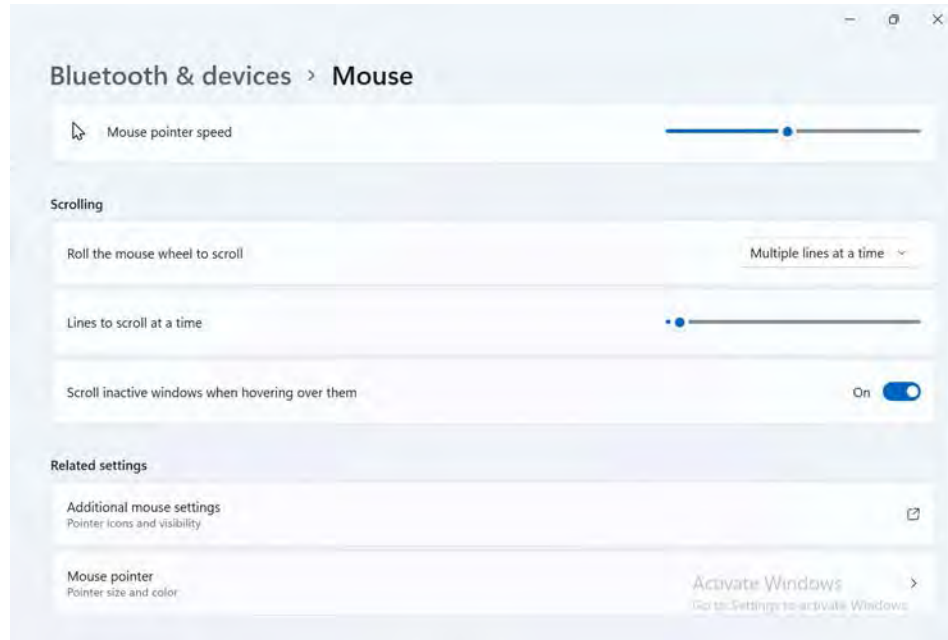 Bluetooth & devices > Mouse
Mouse pointer speed
Scrolling
Roll the mouse wheel to scroll
Multiple lines at a time
Lines to scroll at a time
Scroll inactive windows when hovering over them
On
Related settings
Additional mouse settings
Pointer icons and visibility
Mouse pointer
Pointer size and color
Activate Windows
Go to Settings to activate Windows.